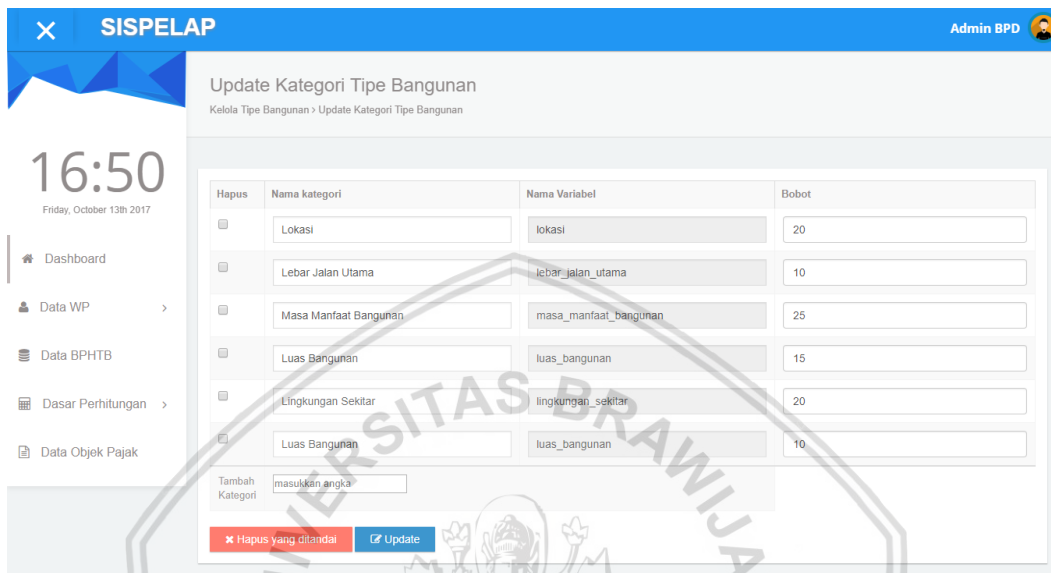 SISPELAP
Admin BPD
Update Kategori Tipe Bangunan
Kelola Tipe Bangunan > Update Kategori Tipe Bangunan
16:50
Friday, October 13th 2017
Dashboard
Data WP
Data BPHTB
Dasar Perhitungan
Data Objek Pajak
Hapus Nama kategori Nama Variabel Bobot
Lokasi lokasi 20
Lebar Jalan Utama lebar_jalan_utama 10
Masa Manfaat Bangunan masa_manfaat_bangunan 25
Luas Bangunan luas_bangunan 15
Lingkungan Sekitar lingkungan_sekitar 20
Luas Bangunan luas_bangunan 10
Tambah Kategori masukkan angka
Hapus yang ditandai Update
VERSITAS BRAWIJA